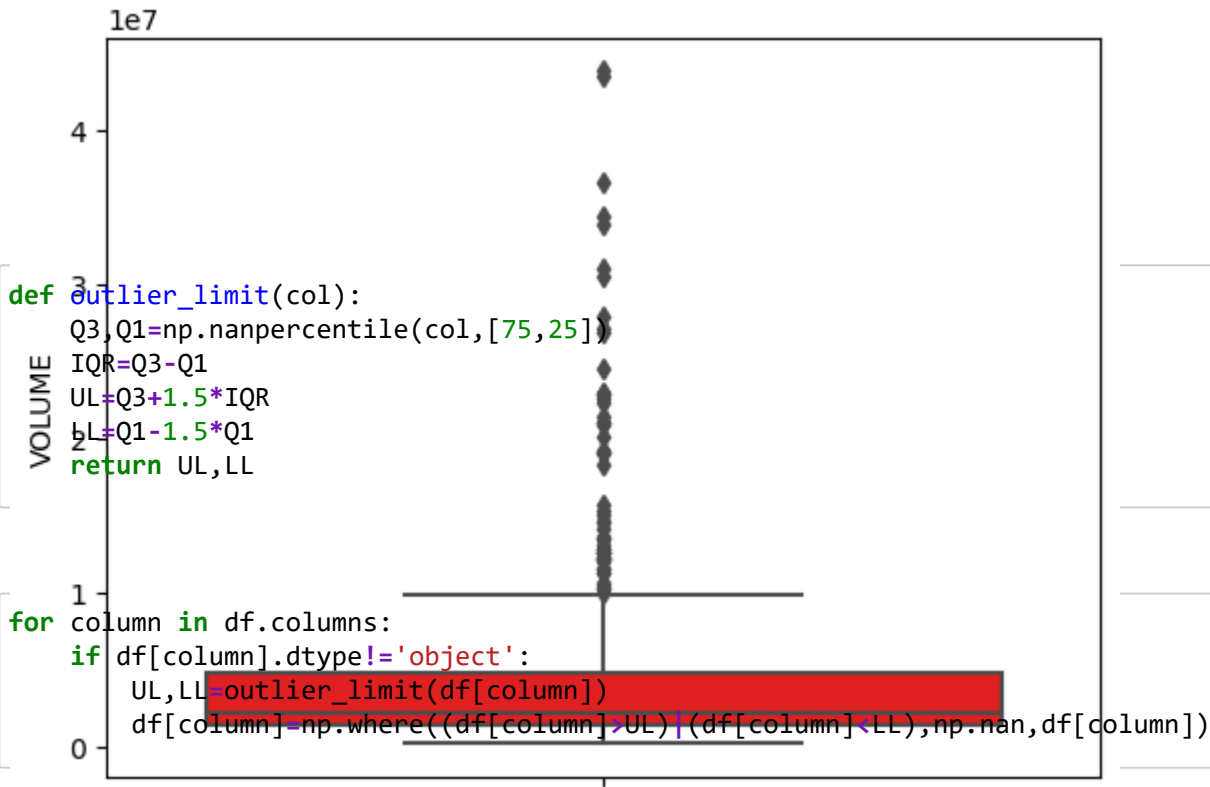 1e7
4
3
def outlier_limit(col):
Q3,Q1=np.nanpercentile(col,[75,25])
IQR=Q3-Q1
UL=Q3+1.5*IQR
VOLUME
2
LL=Q1-1.5*Q1
return UL,LL
1
for column in df.columns:
if df[column].dtype!='object':
UL,LL=outlier_limit(df[column])
df[column]=np.where((df[column]>UL)|(df[column]<LL),np.nan,df[column])
0